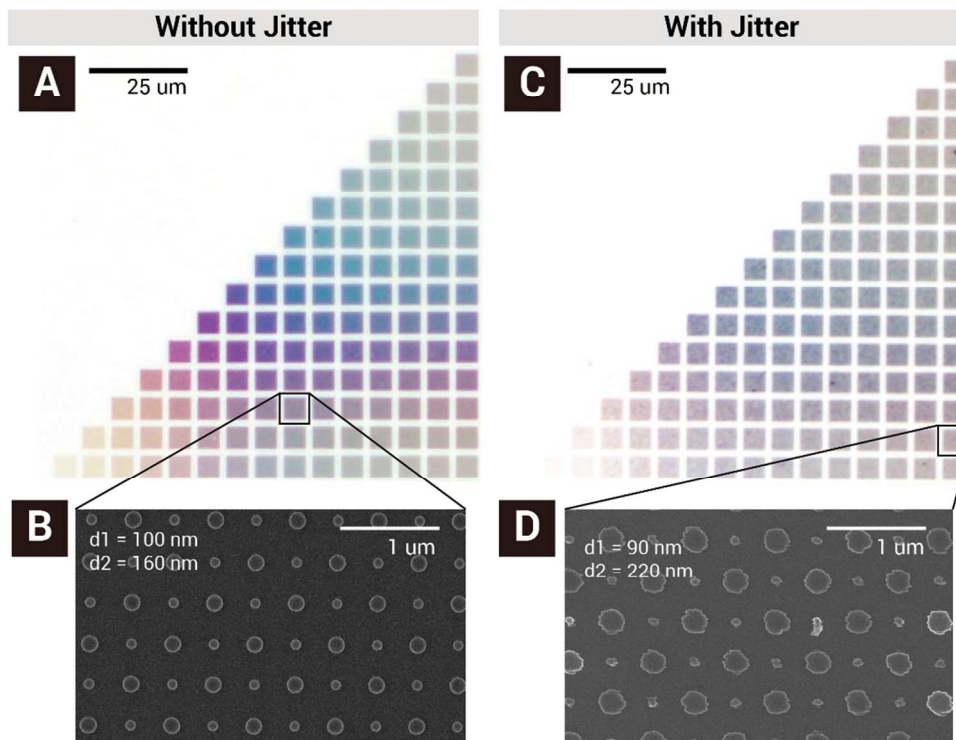 Without Jitter
With Jitter
A
25 um
C
25 um
B
d1 = 100 nm
d2 = 160 nm
1 um
D
d1 = 90 nm
d2 = 220 nm
1 um